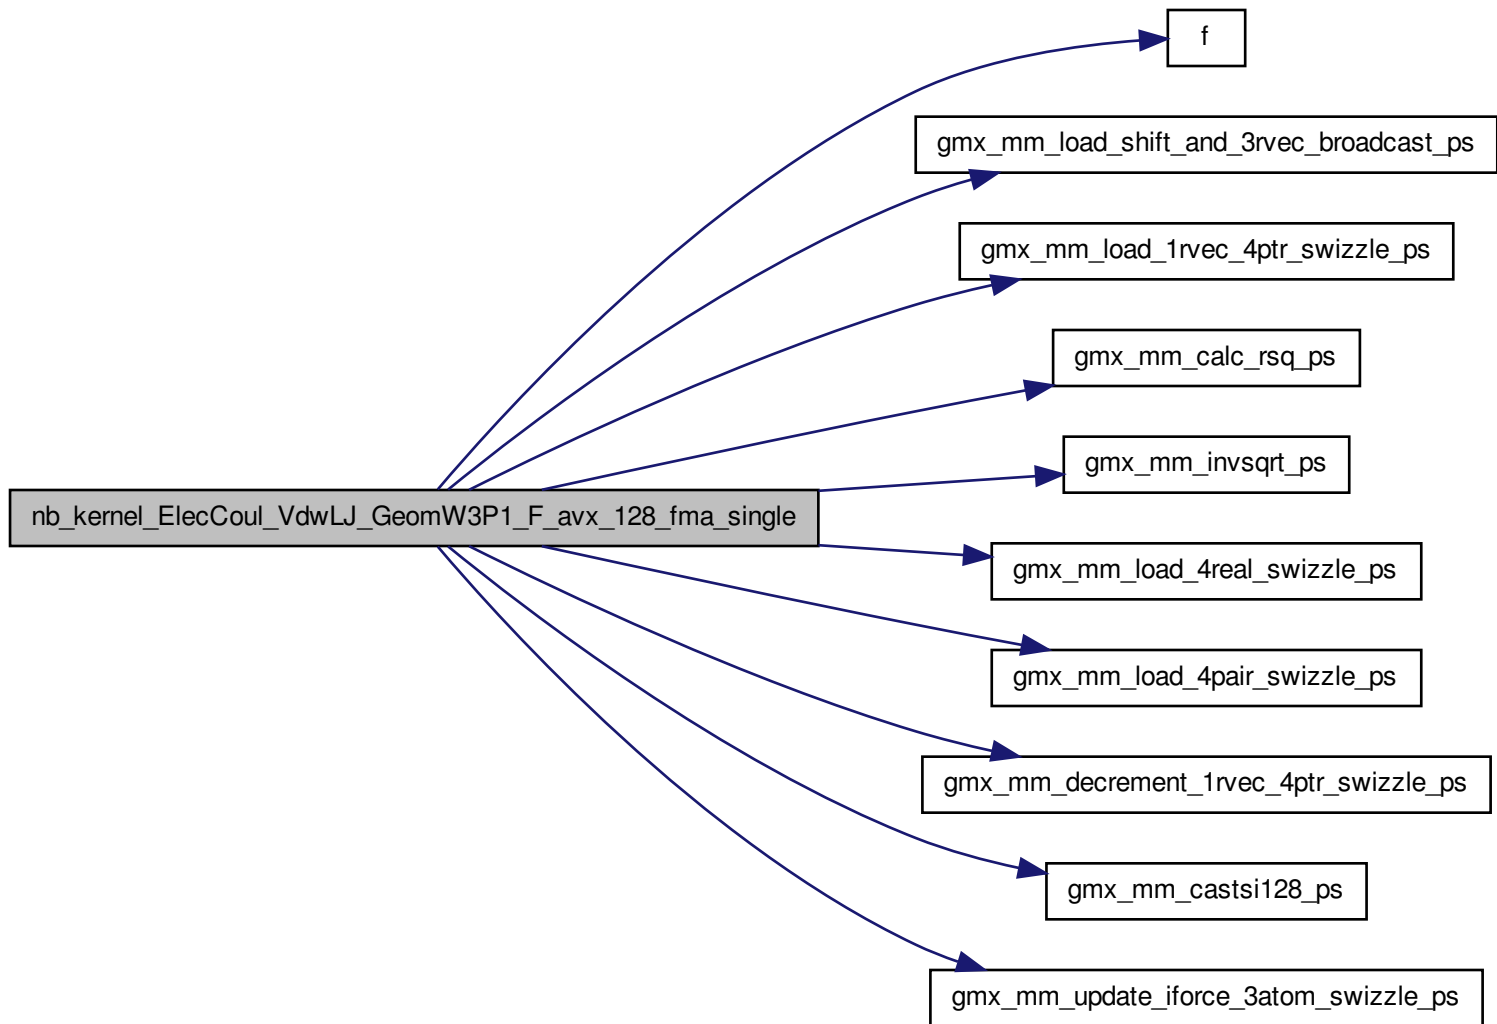 f
gmx_mm_load_shift_and_3rvec_broadcast_ps
gmx_mm_load_1rvec_4ptr_swizzle_ps
gmx_mm_calc_rsq_ps
gmx_mm_invsqrt_ps
nb_kernel_ElecCoul_VdwLJ_GeomW3P1_F_avx_128_fma_single
gmx_mm_load_4real_swizzle_ps
gmx_mm_load_4pair_swizzle_ps
gmx_mm_decrement_1rvec_4ptr_swizzle_ps
gmx_mm_castsi128_ps
gmx_mm_update_iforce_3atom_swizzle_ps